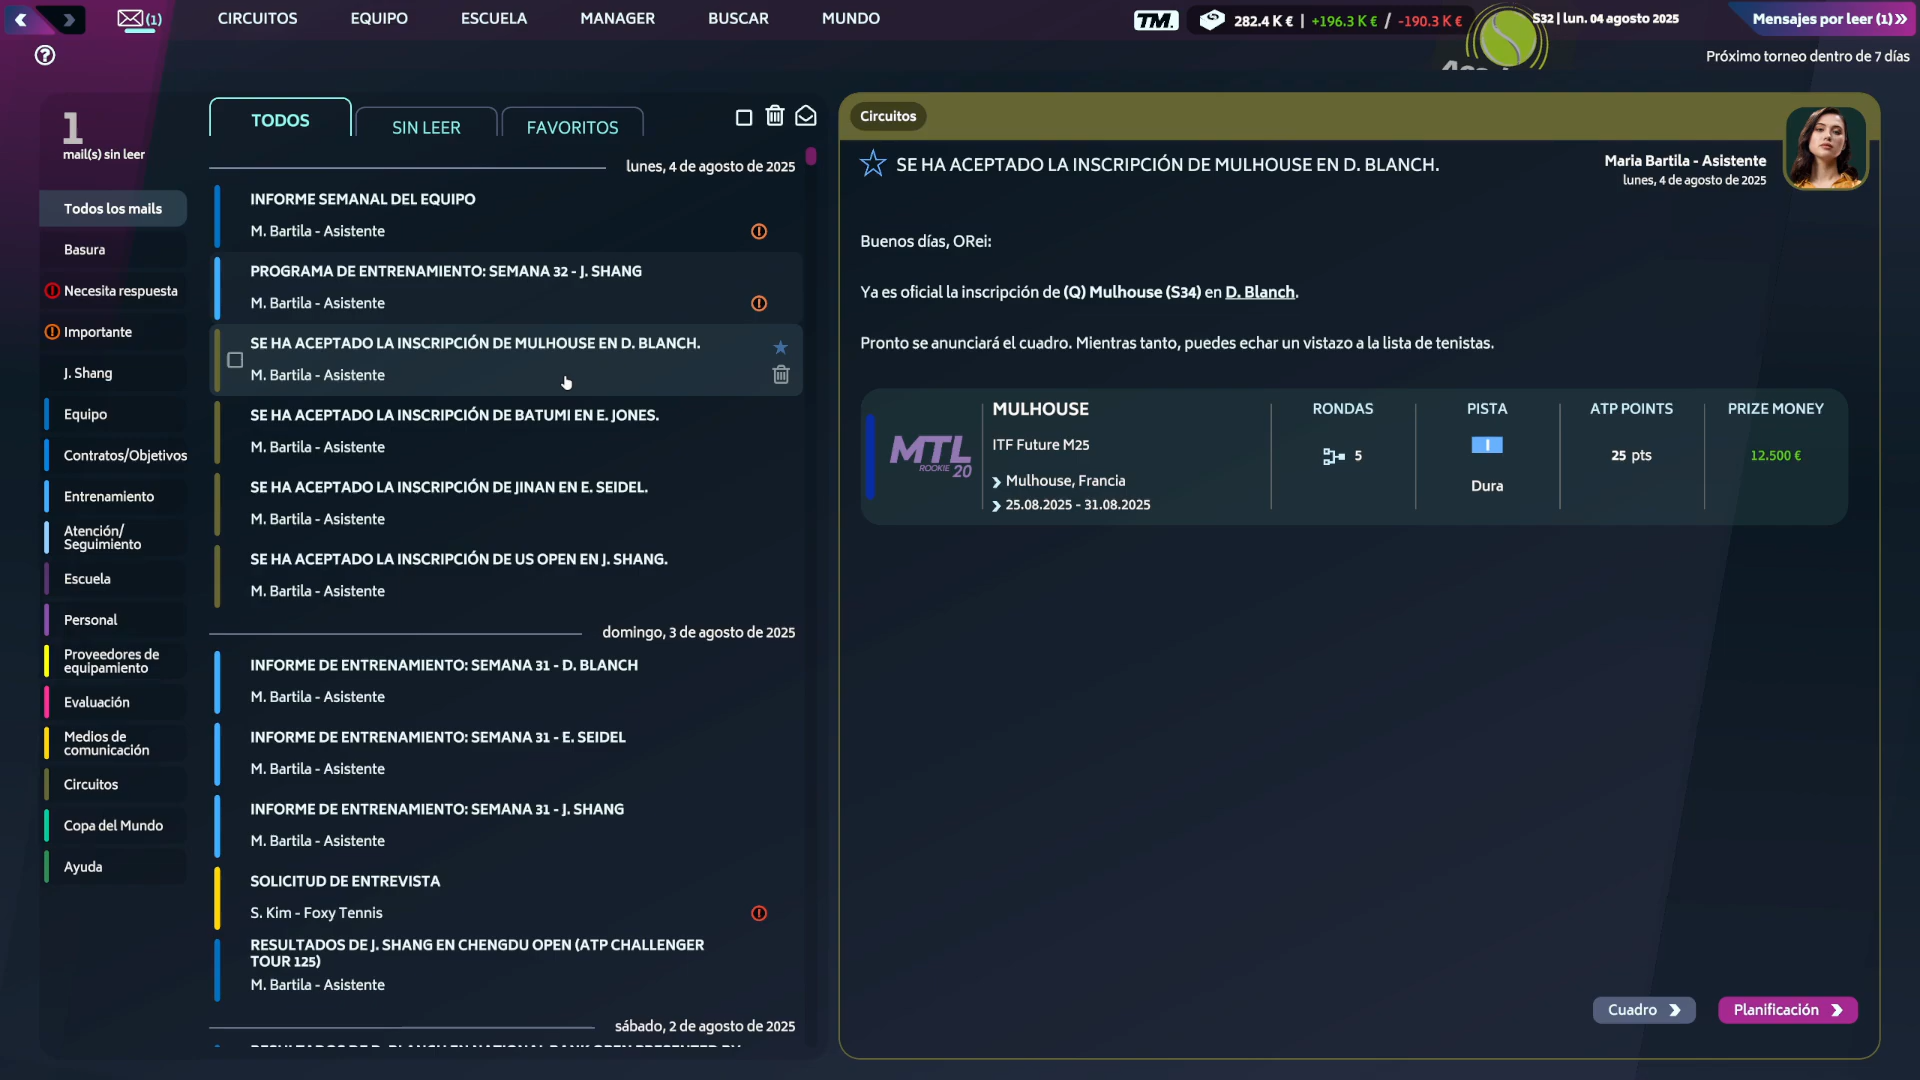 (1)
CIRCUITOS
EQUIPO
ESCUELA
MANAGER
BUSCAR
MUNDO
TM.
282.4 K € | +196.3 K € / -190.3 K €
S32 | lun. 04 agosto 2025
Mensajes por leer (1)
Próximo torneo dentro de 7 días
1
mail(s) sin leer
Todos los mails
Basura
Necesita respuesta
Importante
J. Shang
Equipo
Contratos/Objetivos
Entrenamiento
Atención/
Seguimiento
Escuela
Personal
Proveedores de
equipamiento
Evaluación
Medios de
comunicación
Circuitos
Copa del Mundo
Ayuda
TODOS
SIN LEER
FAVORITOS
lunes, 4 de agosto de 2025
INFORME SEMANAL DEL EQUIPO
M. Bartila - Asistente
PROGRAMA DE ENTRENAMIENTO: SEMANA 32 - J. SHANG
M. Bartila - Asistente
SE HA ACEPTADO LA INSCRIPCIÓN DE MULHOUSE EN D. BLANCH.
M. Bartila - Asistente
SE HA ACEPTADO LA INSCRIPCIÓN DE BATUMI EN E. JONES.
M. Bartila - Asistente
SE HA ACEPTADO LA INSCRIPCIÓN DE JINAN EN E. SEIDEL.
M. Bartila - Asistente
SE HA ACEPTADO LA INSCRIPCIÓN DE US OPEN EN J. SHANG.
M. Bartila - Asistente
domingo, 3 de agosto de 2025
INFORME DE ENTRENAMIENTO: SEMANA 31 - D. BLANCH
M. Bartila - Asistente
INFORME DE ENTRENAMIENTO: SEMANA 31 - E. SEIDEL
M. Bartila - Asistente
INFORME DE ENTRENAMIENTO: SEMANA 31 - J. SHANG
M. Bartila - Asistente
SOLICITUD DE ENTREVISTA
S. Kim - Foxy Tennis
RESULTADOS DE J. SHANG EN CHENGDU OPEN (ATP CHALLENGER
TOUR 125)
M. Bartila - Asistente
sábado, 2 de agosto de 2025
RESULTADOS DE D. BLANCH EN NATIONAL BANK OPEN PRESENTED BY
Circuitos
SE HA ACEPTADO LA INSCRIPCIÓN DE MULHOUSE EN D. BLANCH.
Maria Bartila - Asistente
lunes, 4 de agosto de 2025
Buenos días, ORei:
Ya es oficial la inscripción de (Q) Mulhouse (S34) en D. Blanch.
Pronto se anunciará el cuadro. Mientras tanto, puedes echar un vistazo a la lista de tenistas.
MTL
ROOKIE 20
MULHOUSE
ITF Future M25
Mulhouse, Francia
25.08.2025 - 31.08.2025
RONDAS
5
PISTA
I
Dura
ATP POINTS
25 pts
PRIZE MONEY
12.500 €
Cuadro
Planificación